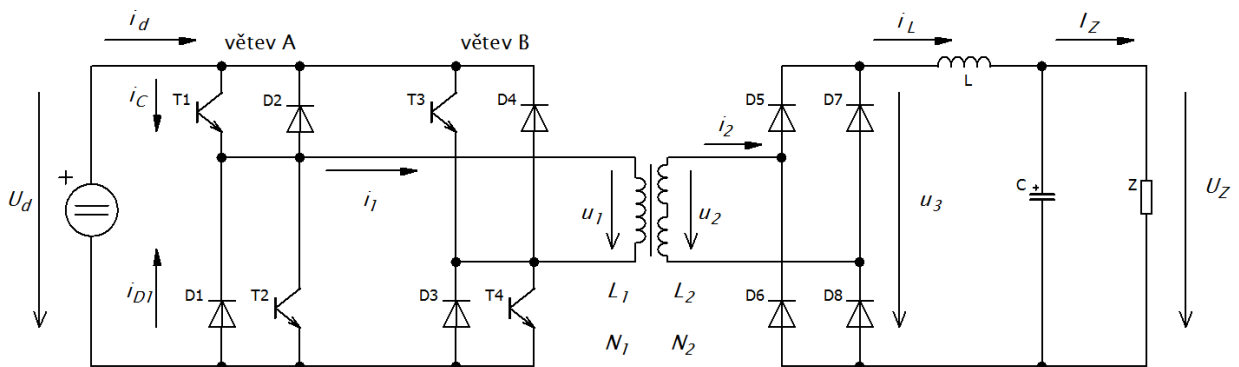 i_d větev A větev B i_L I_Z
i_C T1 D2 T3 D4 D5 D7 L
i_2
+ U_d i_1 u_1 u_2 u_3 C + Z U_Z
i_D1 D1 T2 D3 T4 L_1 L_2 D6 D8
N_1 N_2